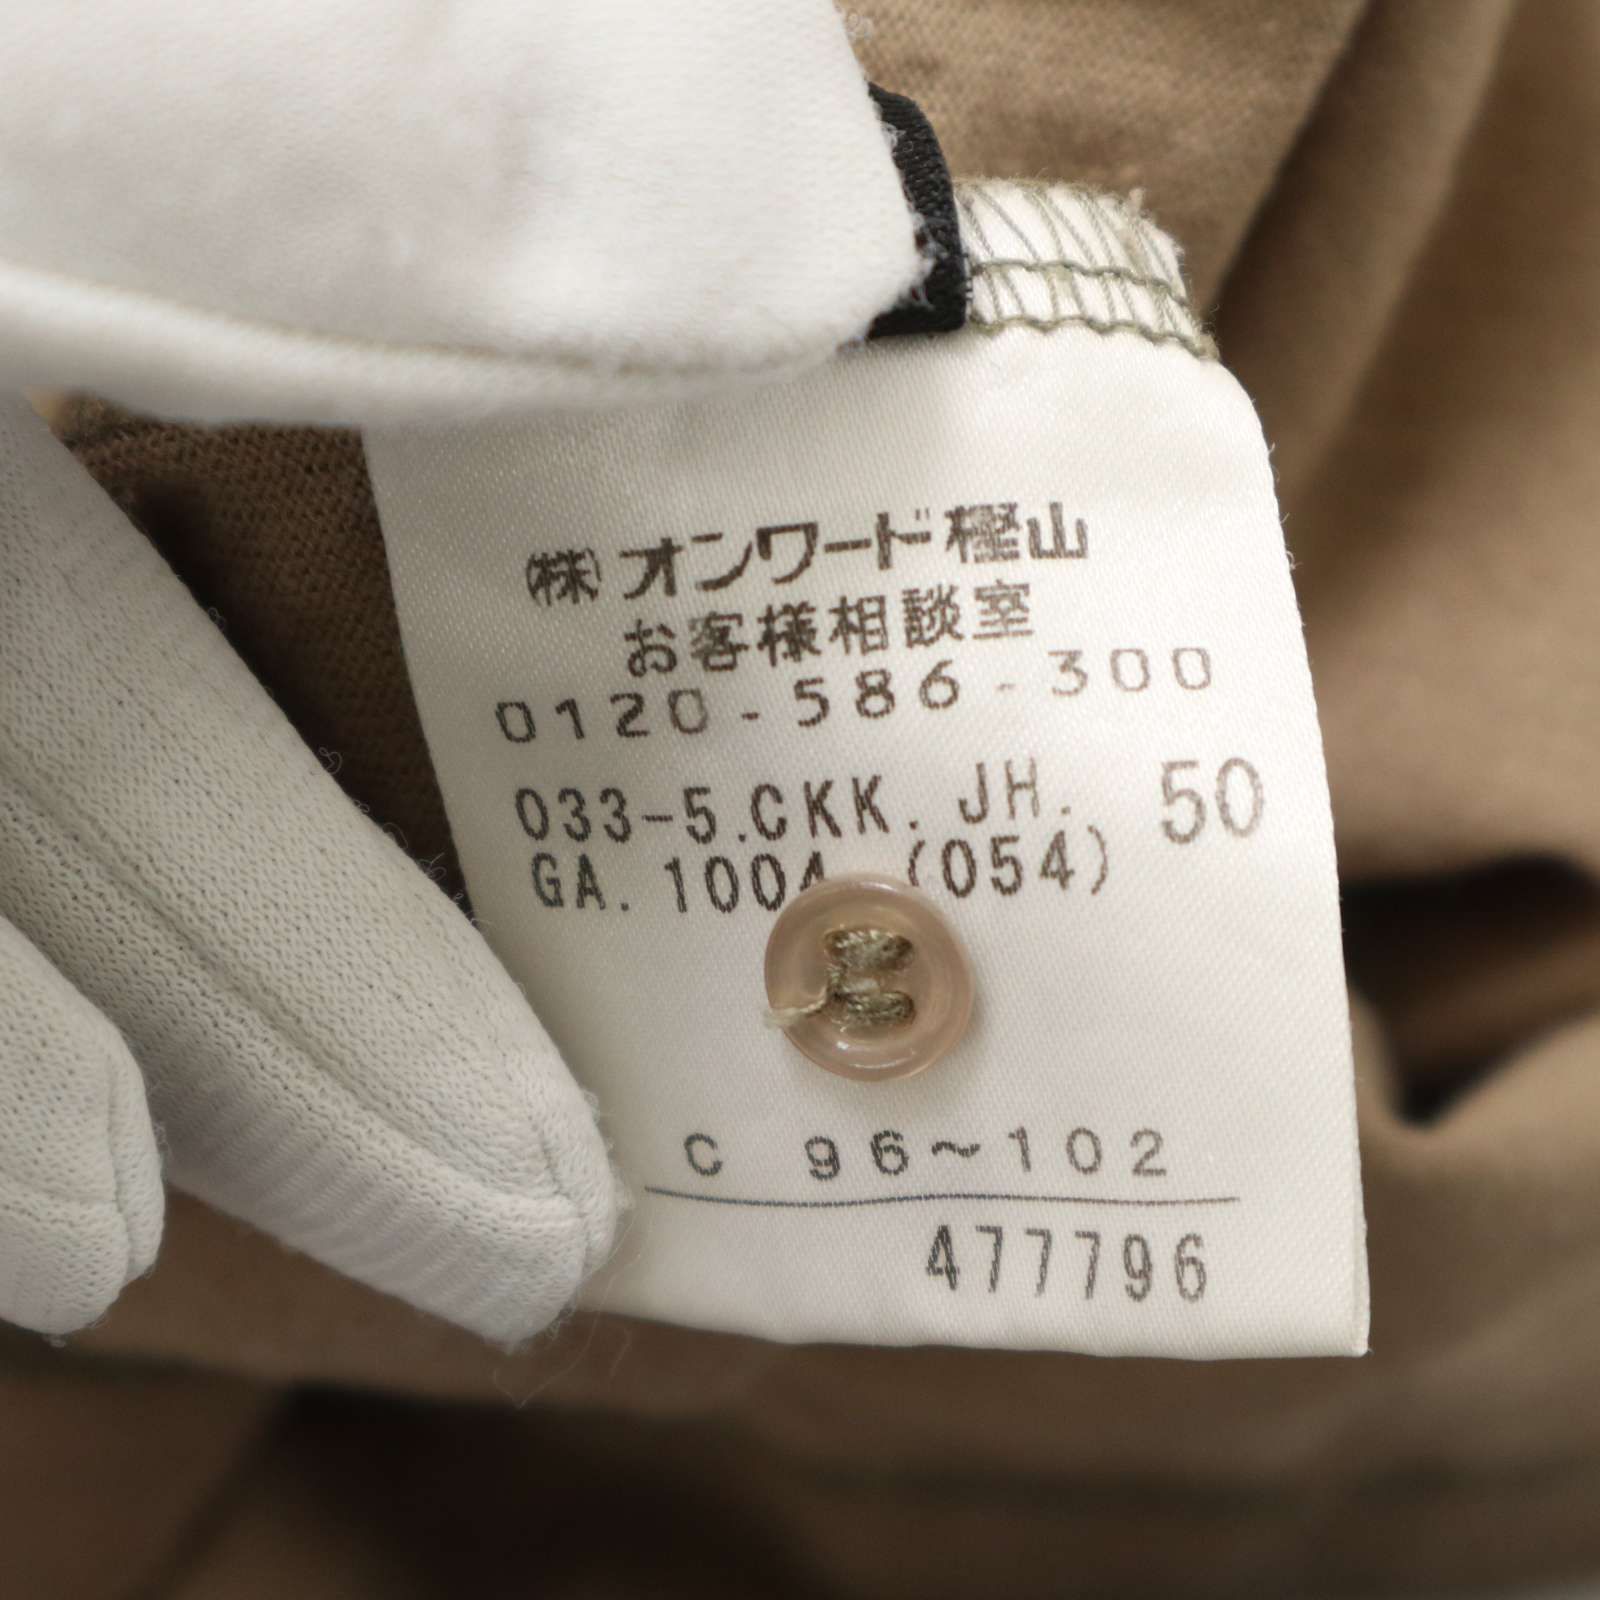 ㈱オンワード樫山
お客様相談室
0120-586-300
033-5.CKK.JH. 50
GA.1004 (054)
C 96~102
477796